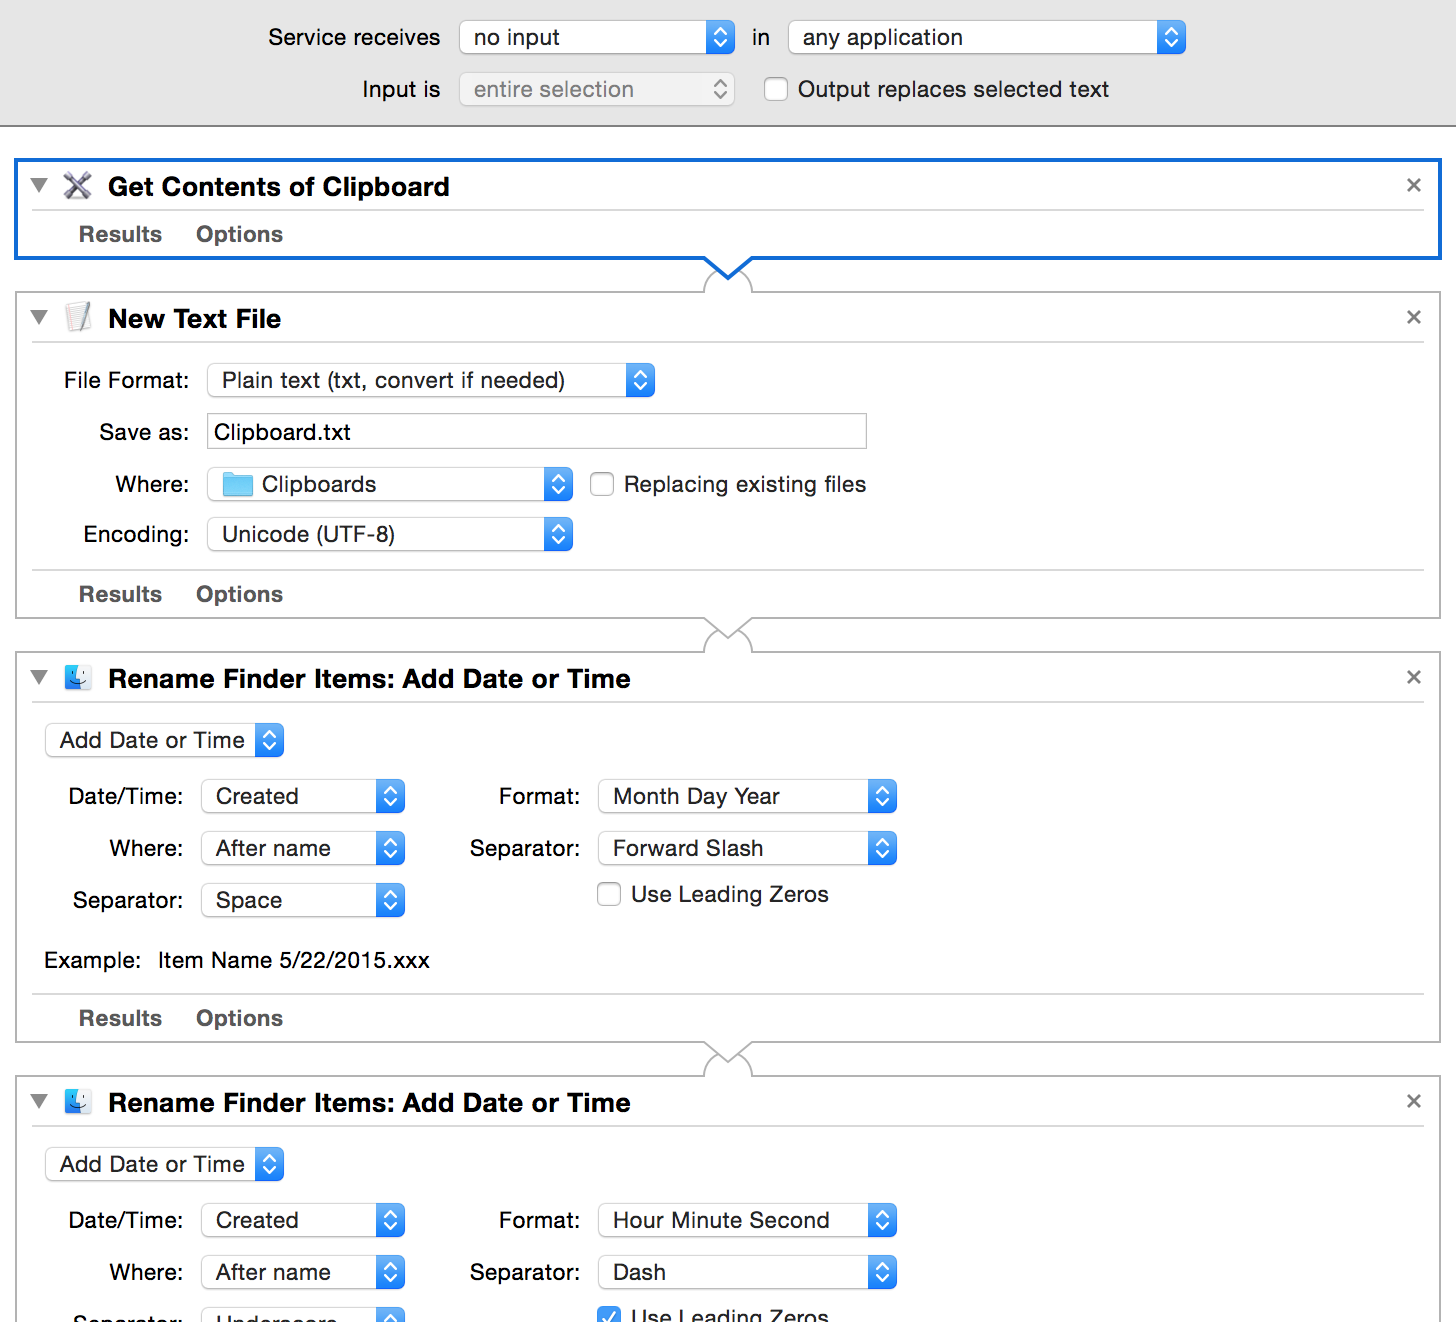 Service receives no input in any application
Input is entire selection Output replaces selected text
Get Contents of Clipboard
Results Options
New Text File
File Format: Plain text (txt, convert if needed)
Save as: Clipboard.txt
Where: Clipboards Replacing existing files
Encoding: Unicode (UTF-8)
Results Options
Rename Finder Items: Add Date or Time
Add Date or Time
Date/Time: Created Format: Month Day Year
Where: After name Separator: Forward Slash
Separator: Space Use Leading Zeros
Example: Item Name 5/22/2015.xxx
Results Options
Rename Finder Items: Add Date or Time
Add Date or Time
Date/Time: Created Format: Hour Minute Second
Where: After name Separator: Dash
Separator: Underscore Use Leading Zeros